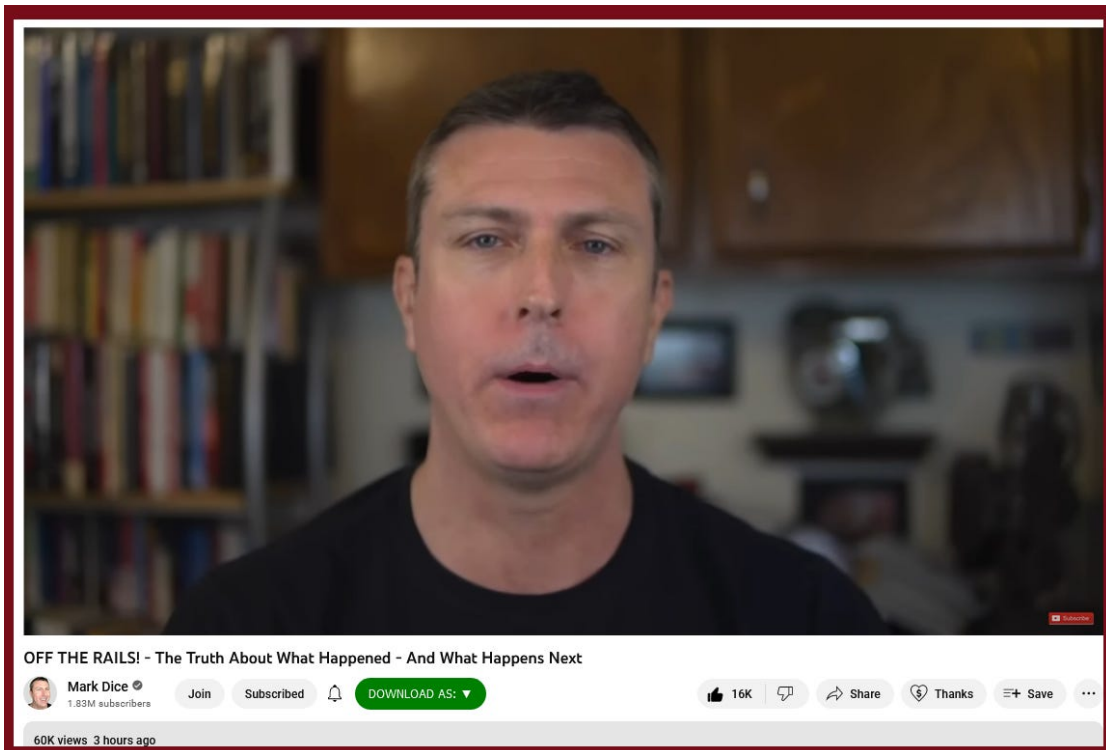 Subscribe
OFF THE RAILS! - The Truth About What Happened - And What Happens Next
Mark Dice
1.83M subscribers
Join
Subscribed
DOWNLOAD AS: ▼
16K
Share
Thanks
Save
60K views 3 hours ago